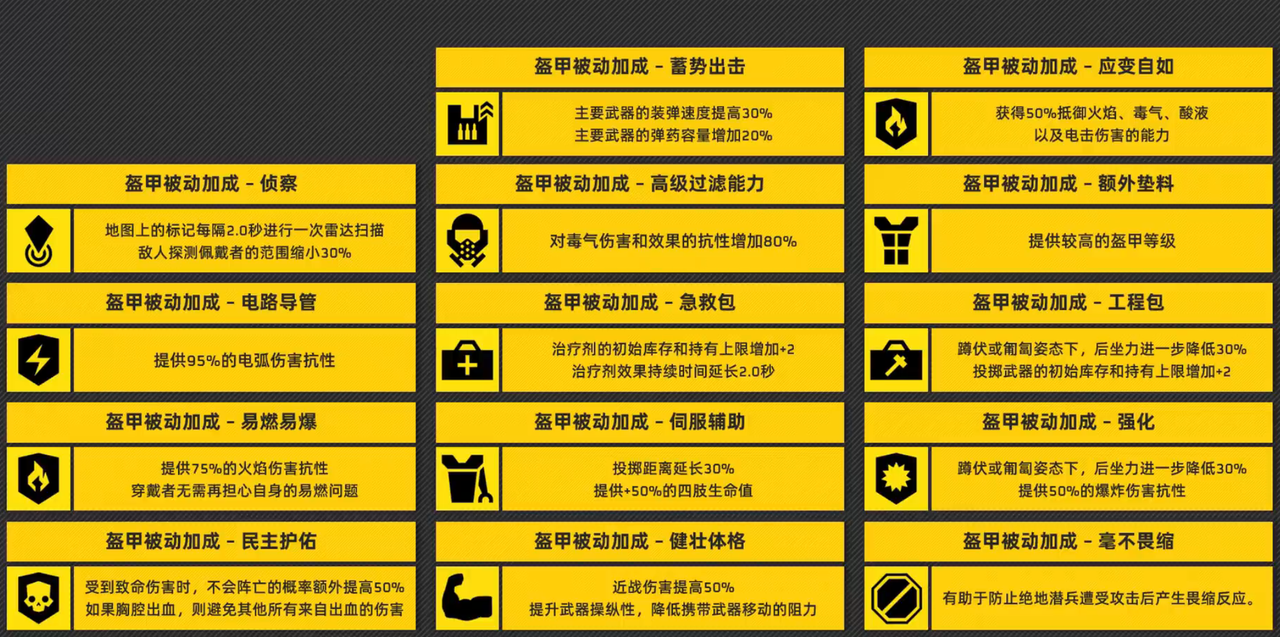 盔甲被动加成 - 蓄势出击
主要武器的装弹速度提高30%
主要武器的弹药容量增加20%
盔甲被动加成 - 应变自如
获得50%抵御火焰、毒气、酸液
以及电击伤害的能力
盔甲被动加成 - 侦察
地图上的标记每隔2.0秒进行一次雷达扫描
敌人探测佩戴者的范围缩小30%
盔甲被动加成 - 高级过滤能力
对毒气伤害和效果的抗性增加80%
盔甲被动加成 - 额外垫料
提供较高的盔甲等级
盔甲被动加成 - 电路导管
提供95%的电弧伤害抗性
盔甲被动加成 - 急救包
治疗剂的初始库存和持有上限增加+2
治疗剂效果持续时间延长2.0秒
盔甲被动加成 - 工程包
蹲伏或匍匐姿态下，后坐力进一步降低30%
投掷武器的初始库存和持有上限增加+2
盔甲被动加成 - 易燃易爆
提供75%的火焰伤害抗性
穿戴者无需再担心自身的易燃问题
盔甲被动加成 - 伺服辅助
投掷距离延长30%
提供+50%的四肢生命值
盔甲被动加成 - 强化
蹲伏或匍匐姿态下，后坐力进一步降低30%
提供50%的爆炸伤害抗性
盔甲被动加成 - 民主护佑
受到致命伤害时，不会阵亡的概率额外提高50%
如果胸腔出血，则避免其他所有来自出血的伤害
盔甲被动加成 - 健壮体格
近战伤害提高50%
提升武器操纵性，降低携带武器移动的阻力
盔甲被动加成 - 毫不畏缩
有助于防止绝地潜兵遭受攻击后产生畏缩反应。